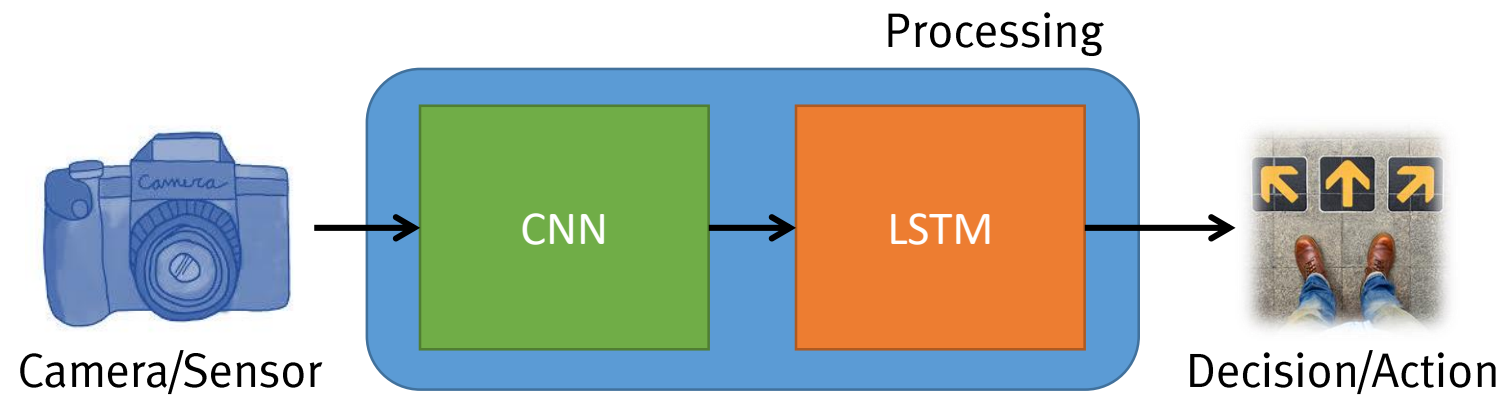 Processing
Camera
CNN
LSTM
Camera/Sensor
Decision/Action